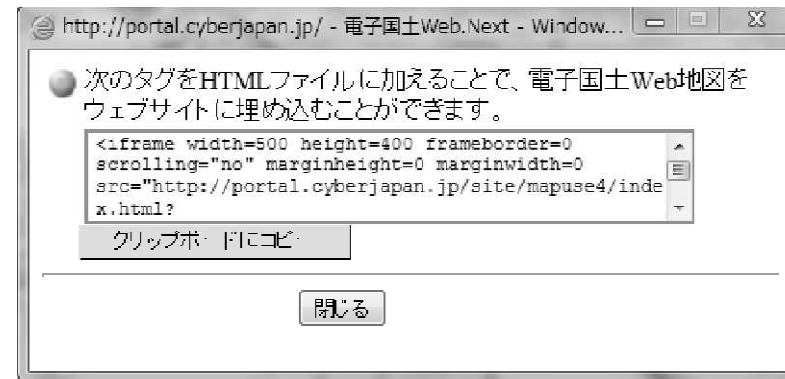 http://portal.cyberjapan.jp/ - 電子国土Web.Next - Window...
次のタグをHTMLファイルに加えることで、電子国土Web地図を
ウェブサイトに埋め込むことができます。
<iframe width=500 height=400 frameborder=0
scrolling="no" marginheight=0 marginwidth=0
src="http://portal.cyberjapan.jp/site/mapuse4/inde
x.html?
クリップボードにコピー
閉じる